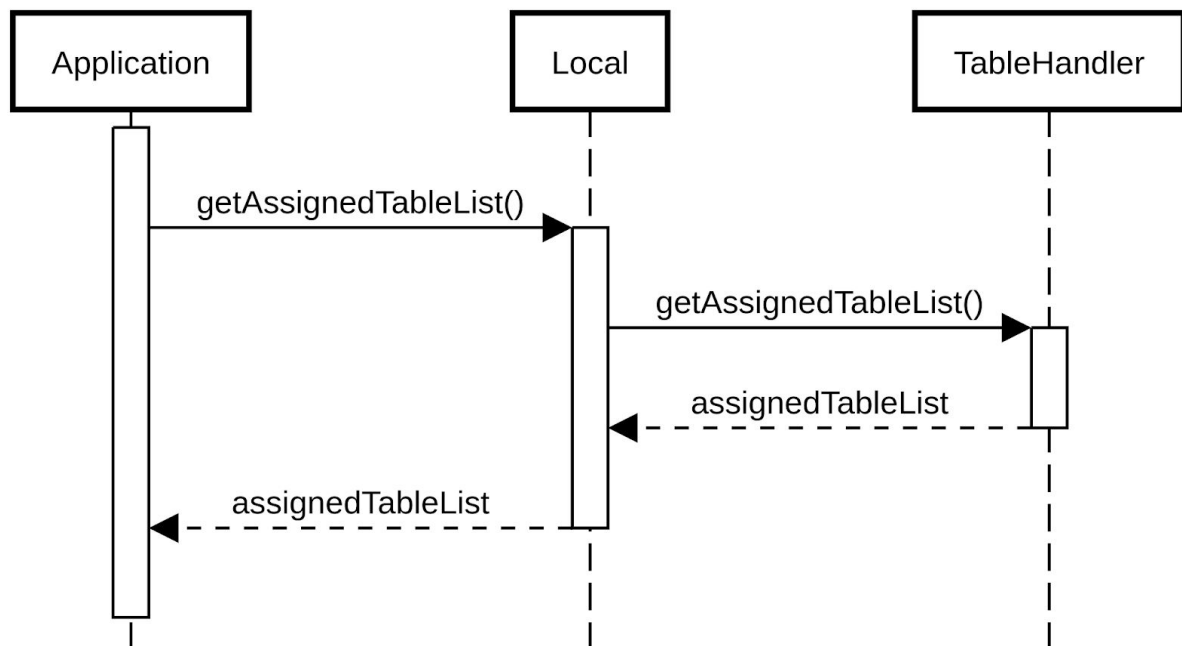 Application
Local
TableHandler
getAssignedTableList()
getAssignedTableList()
assignedTableList
assignedTableList